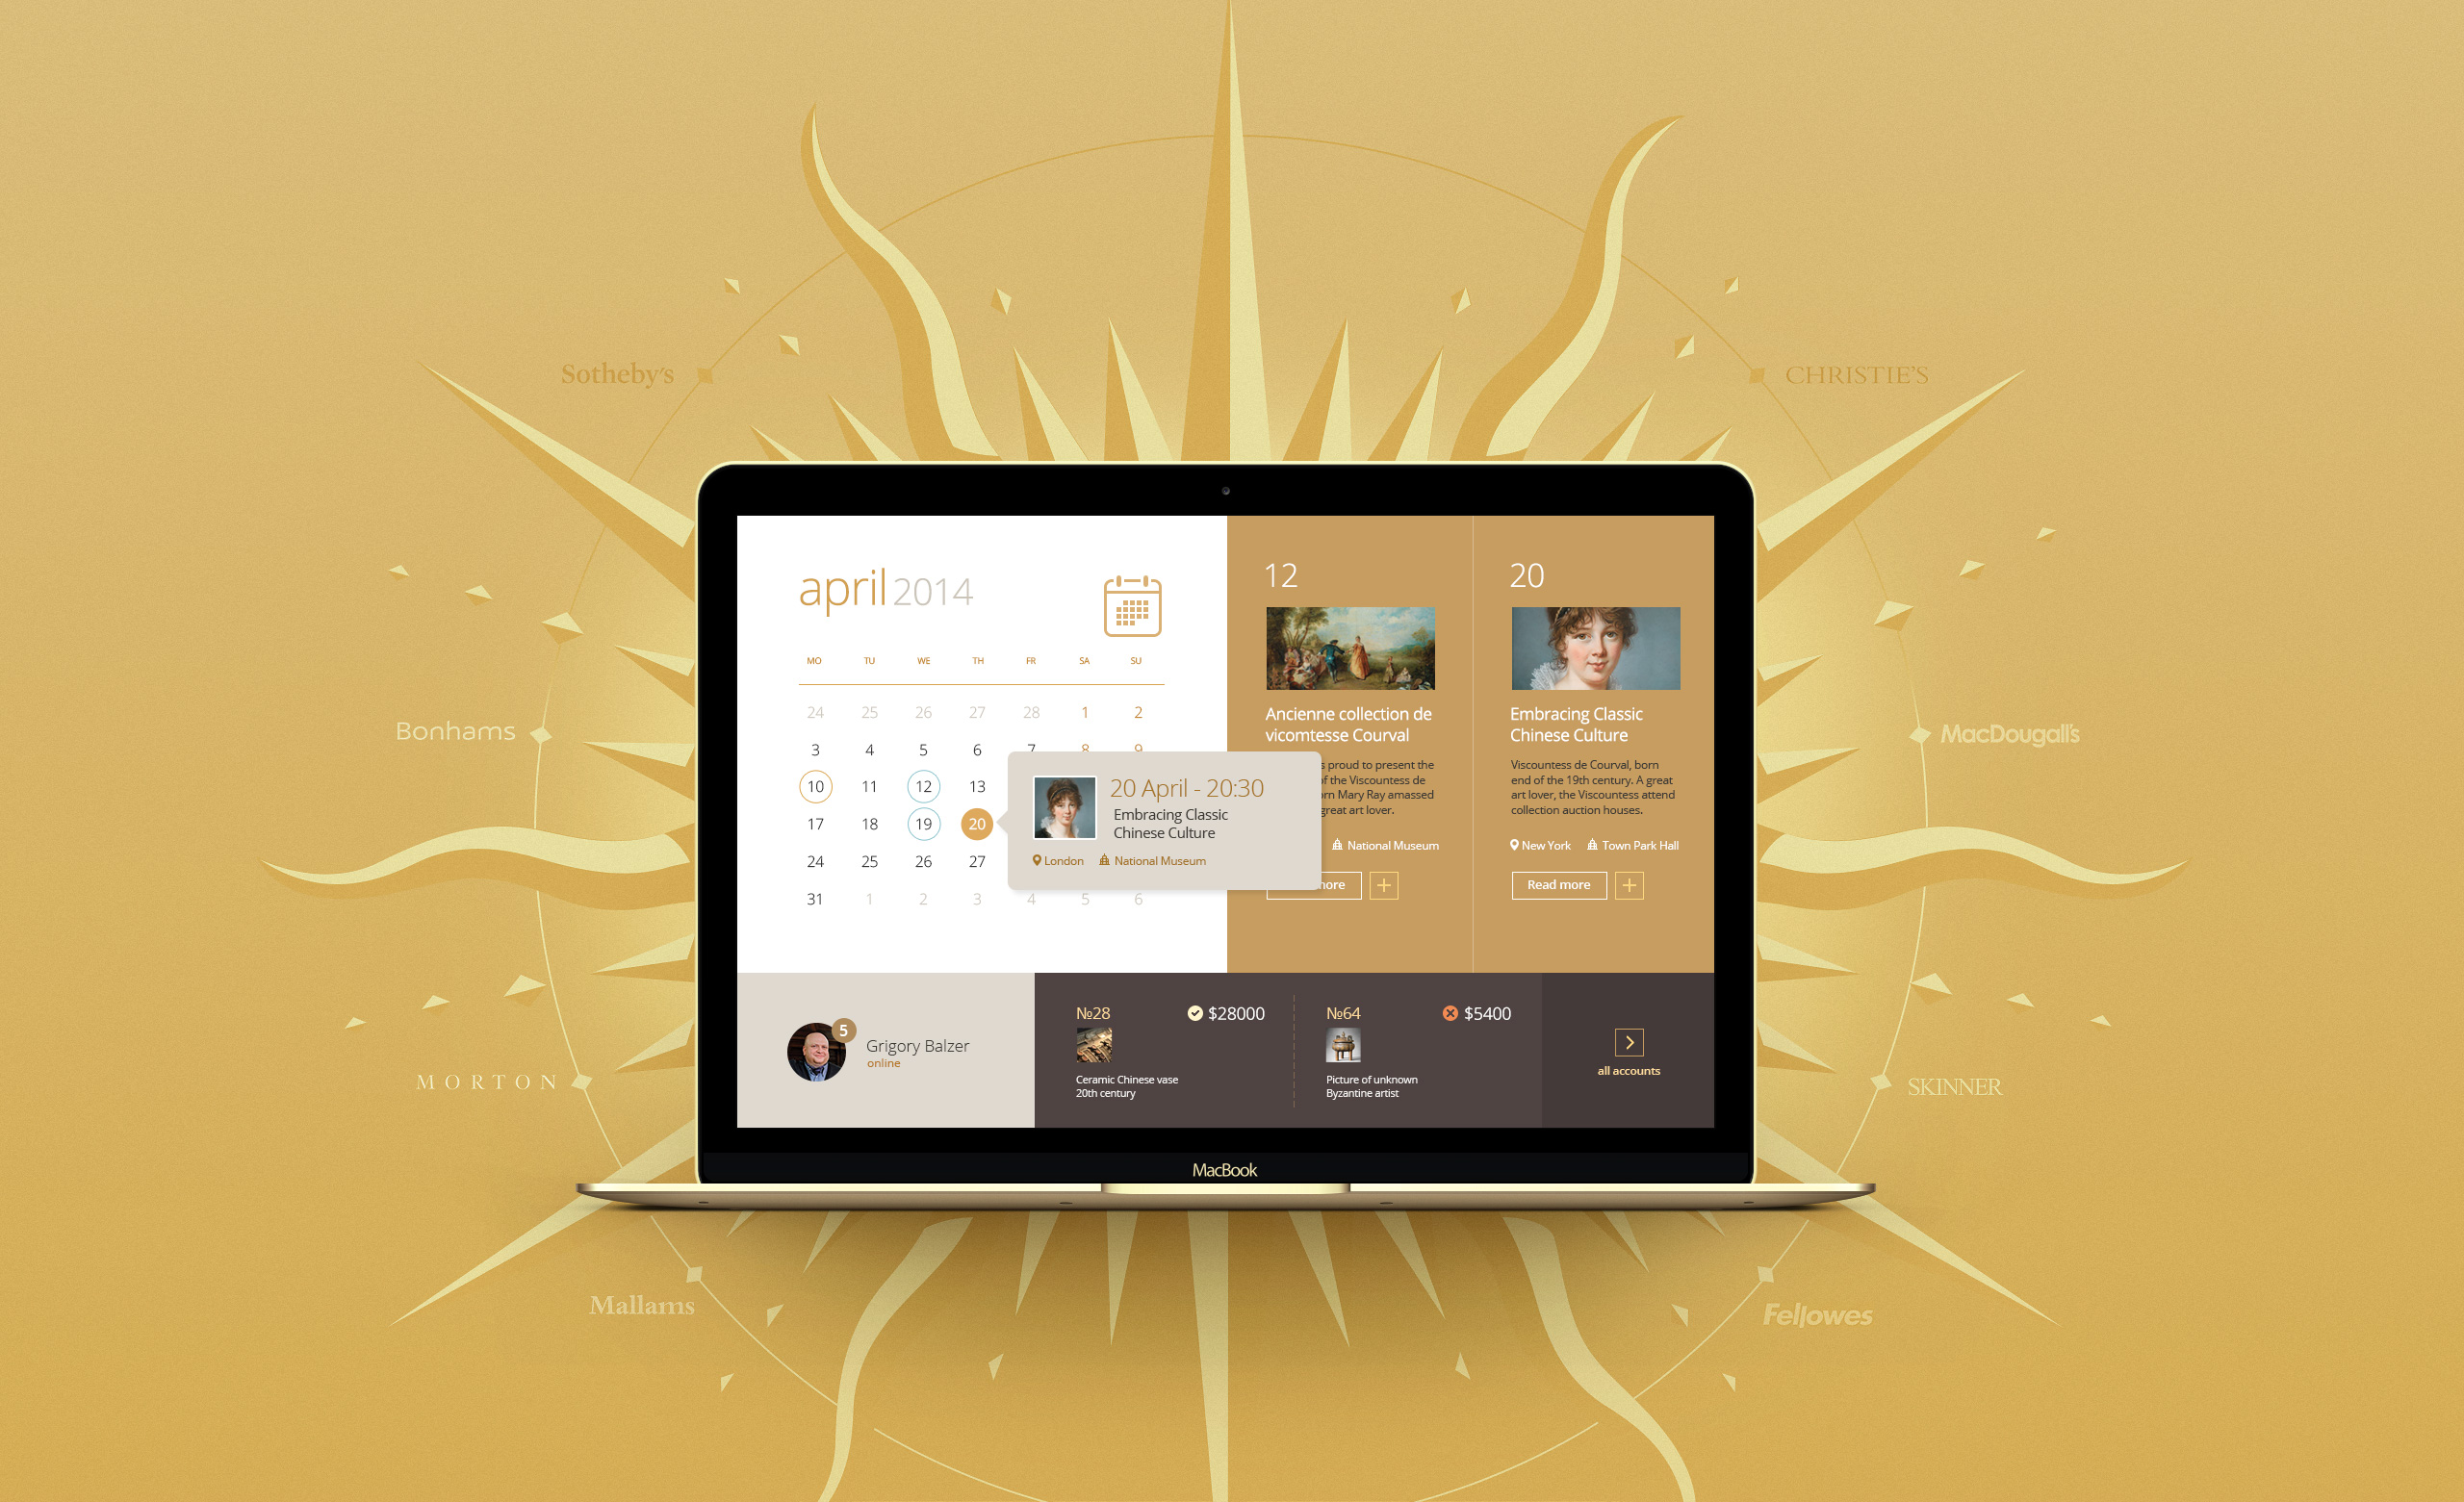 Sotheby's
CHRISTIE'S
Bonhams
MacDougall's
MORTON
SKINNER
Mallams
Fellowes
april 2014
MO TU WE TH FR SA SU
24 25 26 27 28 1 2
3 4 5 6 7 8 9
10 11 12 13
17 18 19 20
24 25 26 27
31 1 2 3 4 5 6
20 April - 20:30
Embracing Classic
Chinese Culture
London National Museum
12
Ancienne collection de
vicomtesse Courval
proud to present the
of the Viscountess de
Mary Ray amassed
great art lover.
National Museum
more
20
Embracing Classic
Chinese Culture
Viscountess de Courval, born
end of the 19th century. A great
art lover, the Viscountess attend
collection auction houses.
New York Town Park Hall
Read more
5
Grigory Balzer
online
№28 $28000
Ceramic Chinese vase
20th century
№64 $5400
Picture of unknown
Byzantine artist
all accounts
MacBook